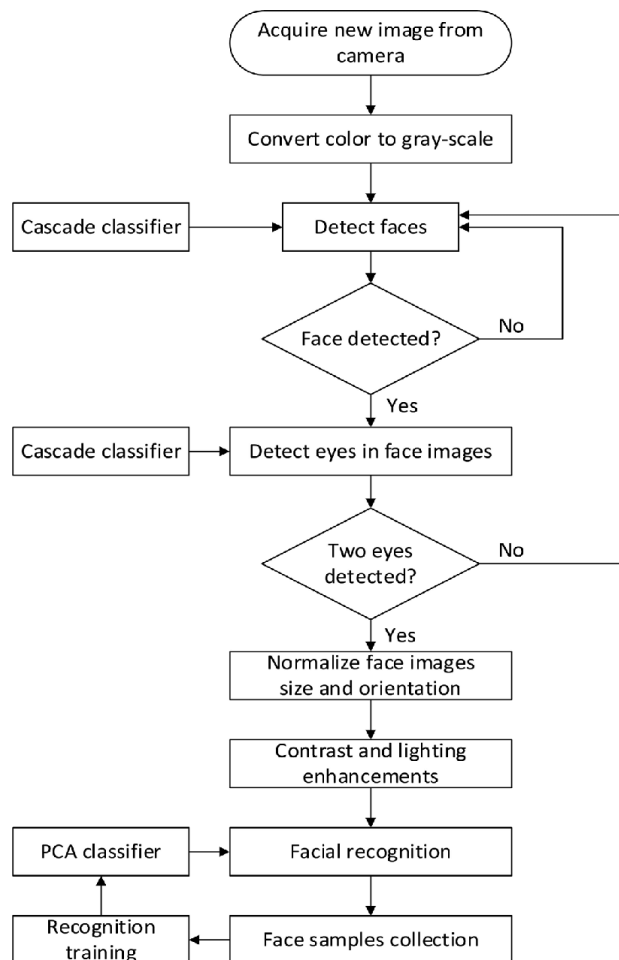 Acquire new image from
camera
Convert color to gray-scale
Cascade classifier
Detect faces
Face detected?
No
Yes
Cascade classifier
Detect eyes in face images
Two eyes
detected?
No
Yes
Normalize face images
size and orientation
Contrast and lighting
enhancements
PCA classifier
Facial recognition
Recognition
training
Face samples collection